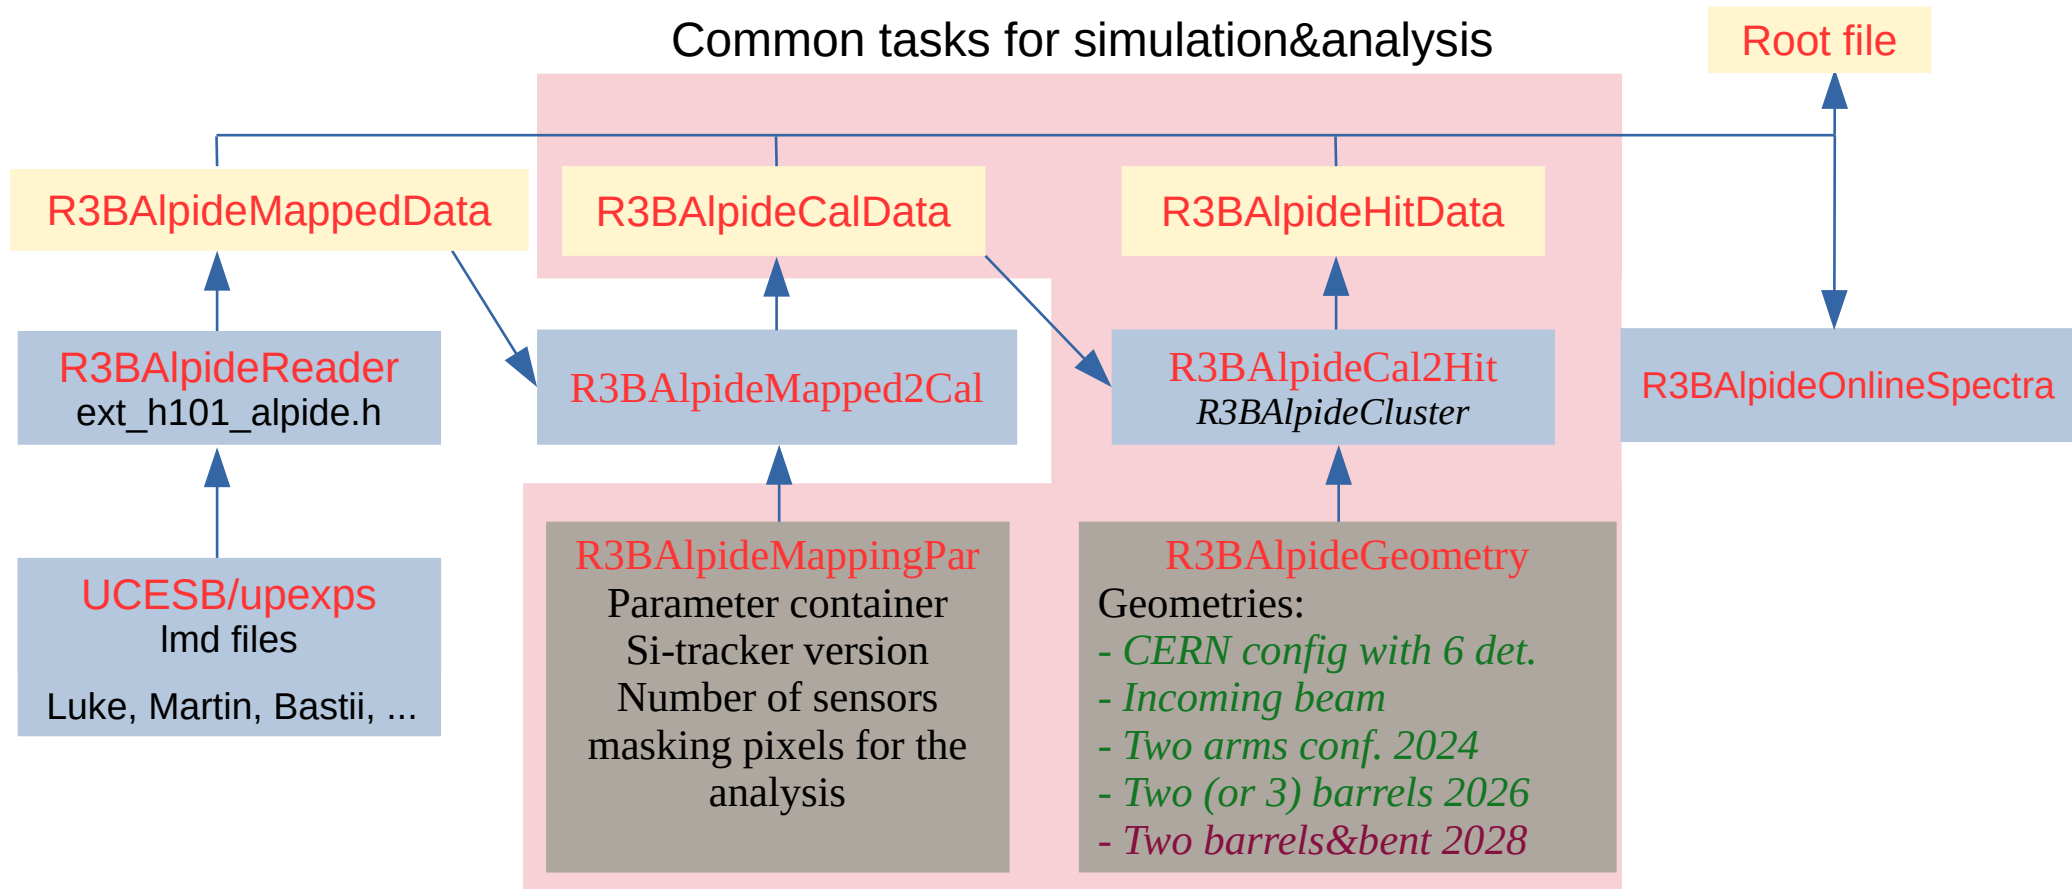 Common tasks for simulation&analysis
Root file
R3BAlpideMappedData
R3BAlpideCalData
R3BAlpideHitData
R3BAlpideReader
ext_h101_alpide.h
R3BAlpideMapped2Cal
R3BAlpideCal2Hit
R3BAlpideCluster
R3BAlpideOnlineSpectra
UCESB/upexps
lmd files
Luke, Martin, Bastii, ...
R3BAlpideMappingPar
Parameter container
Si-tracker version
Number of sensors
masking pixels for the
analysis
R3BAlpideGeometry
Geometries:
- CERN config with 6 det.
- Incoming beam
- Two arms conf. 2024
- Two (or 3) barrels 2026
- Two barrels&bent 2028